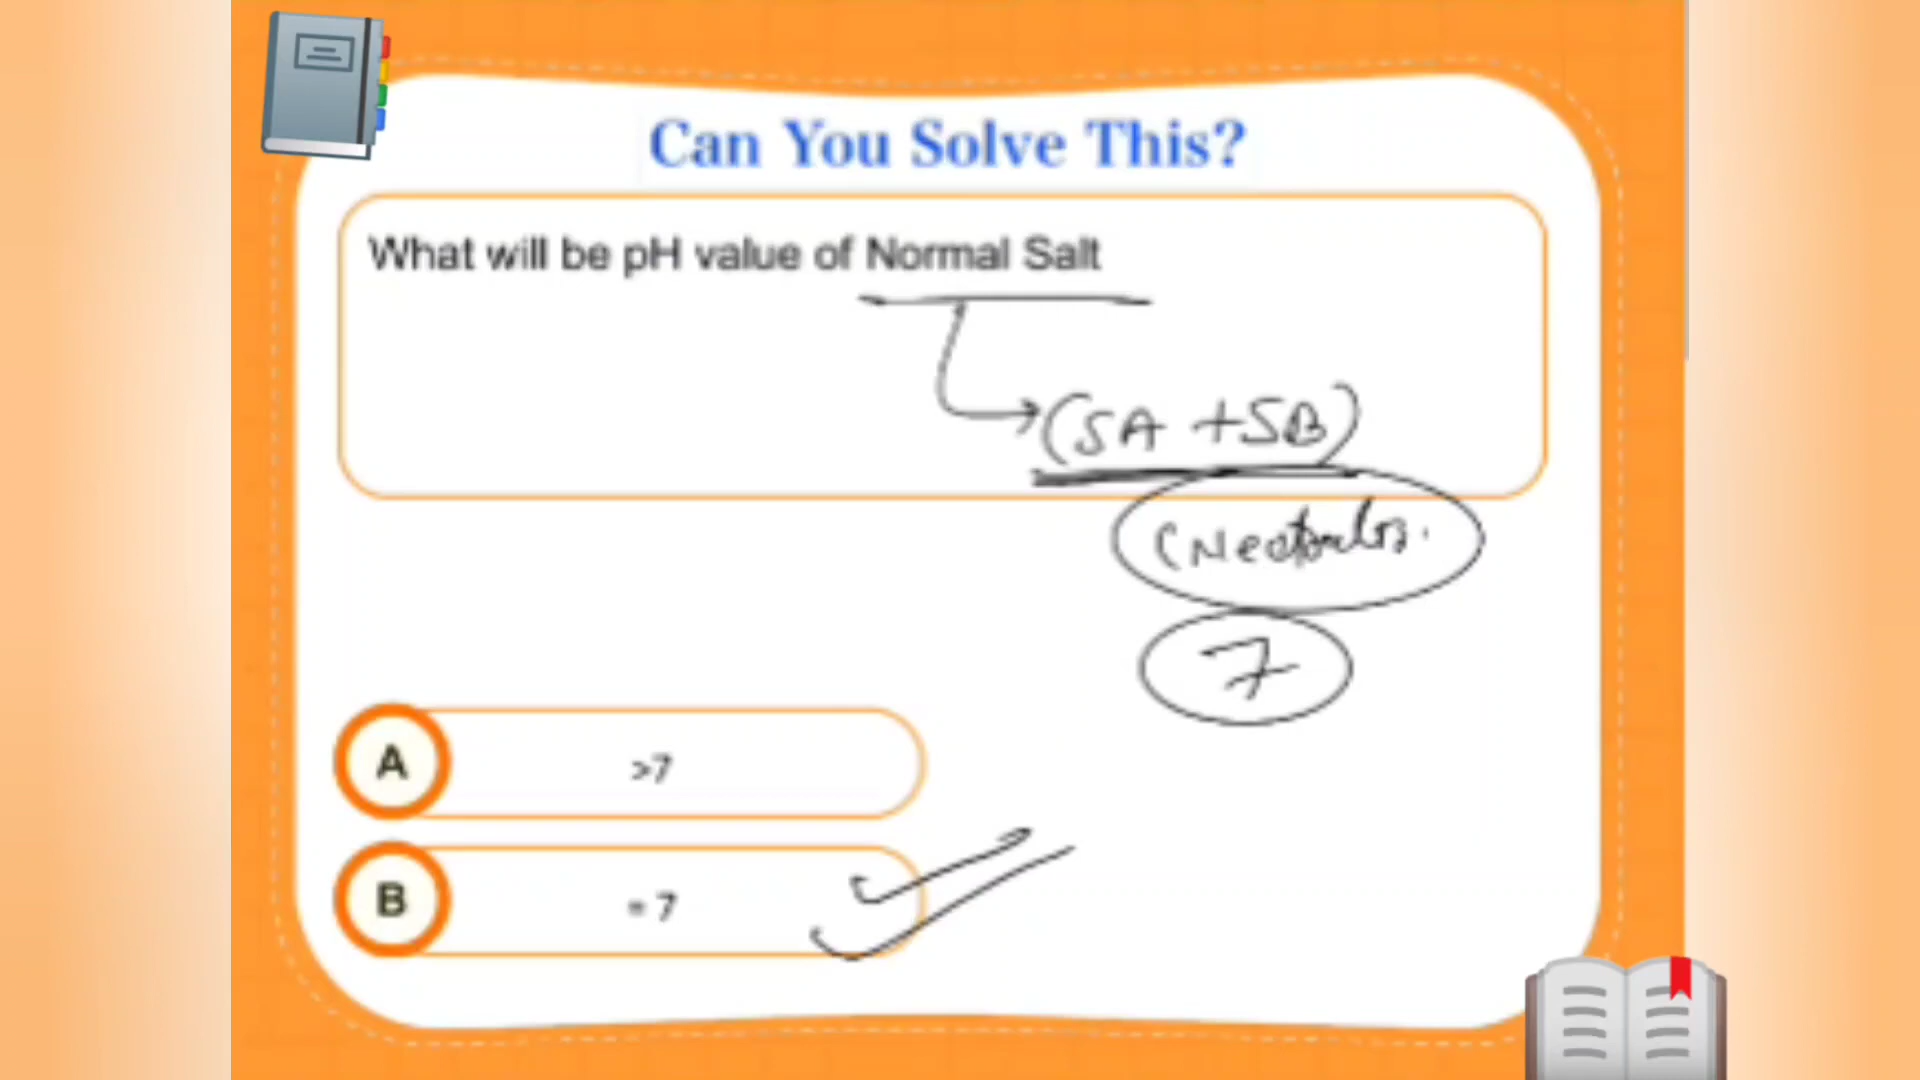 Can You Solve This?
What will be pH value of Normal Salt
(SA + SB)
7
A >7
B = 7